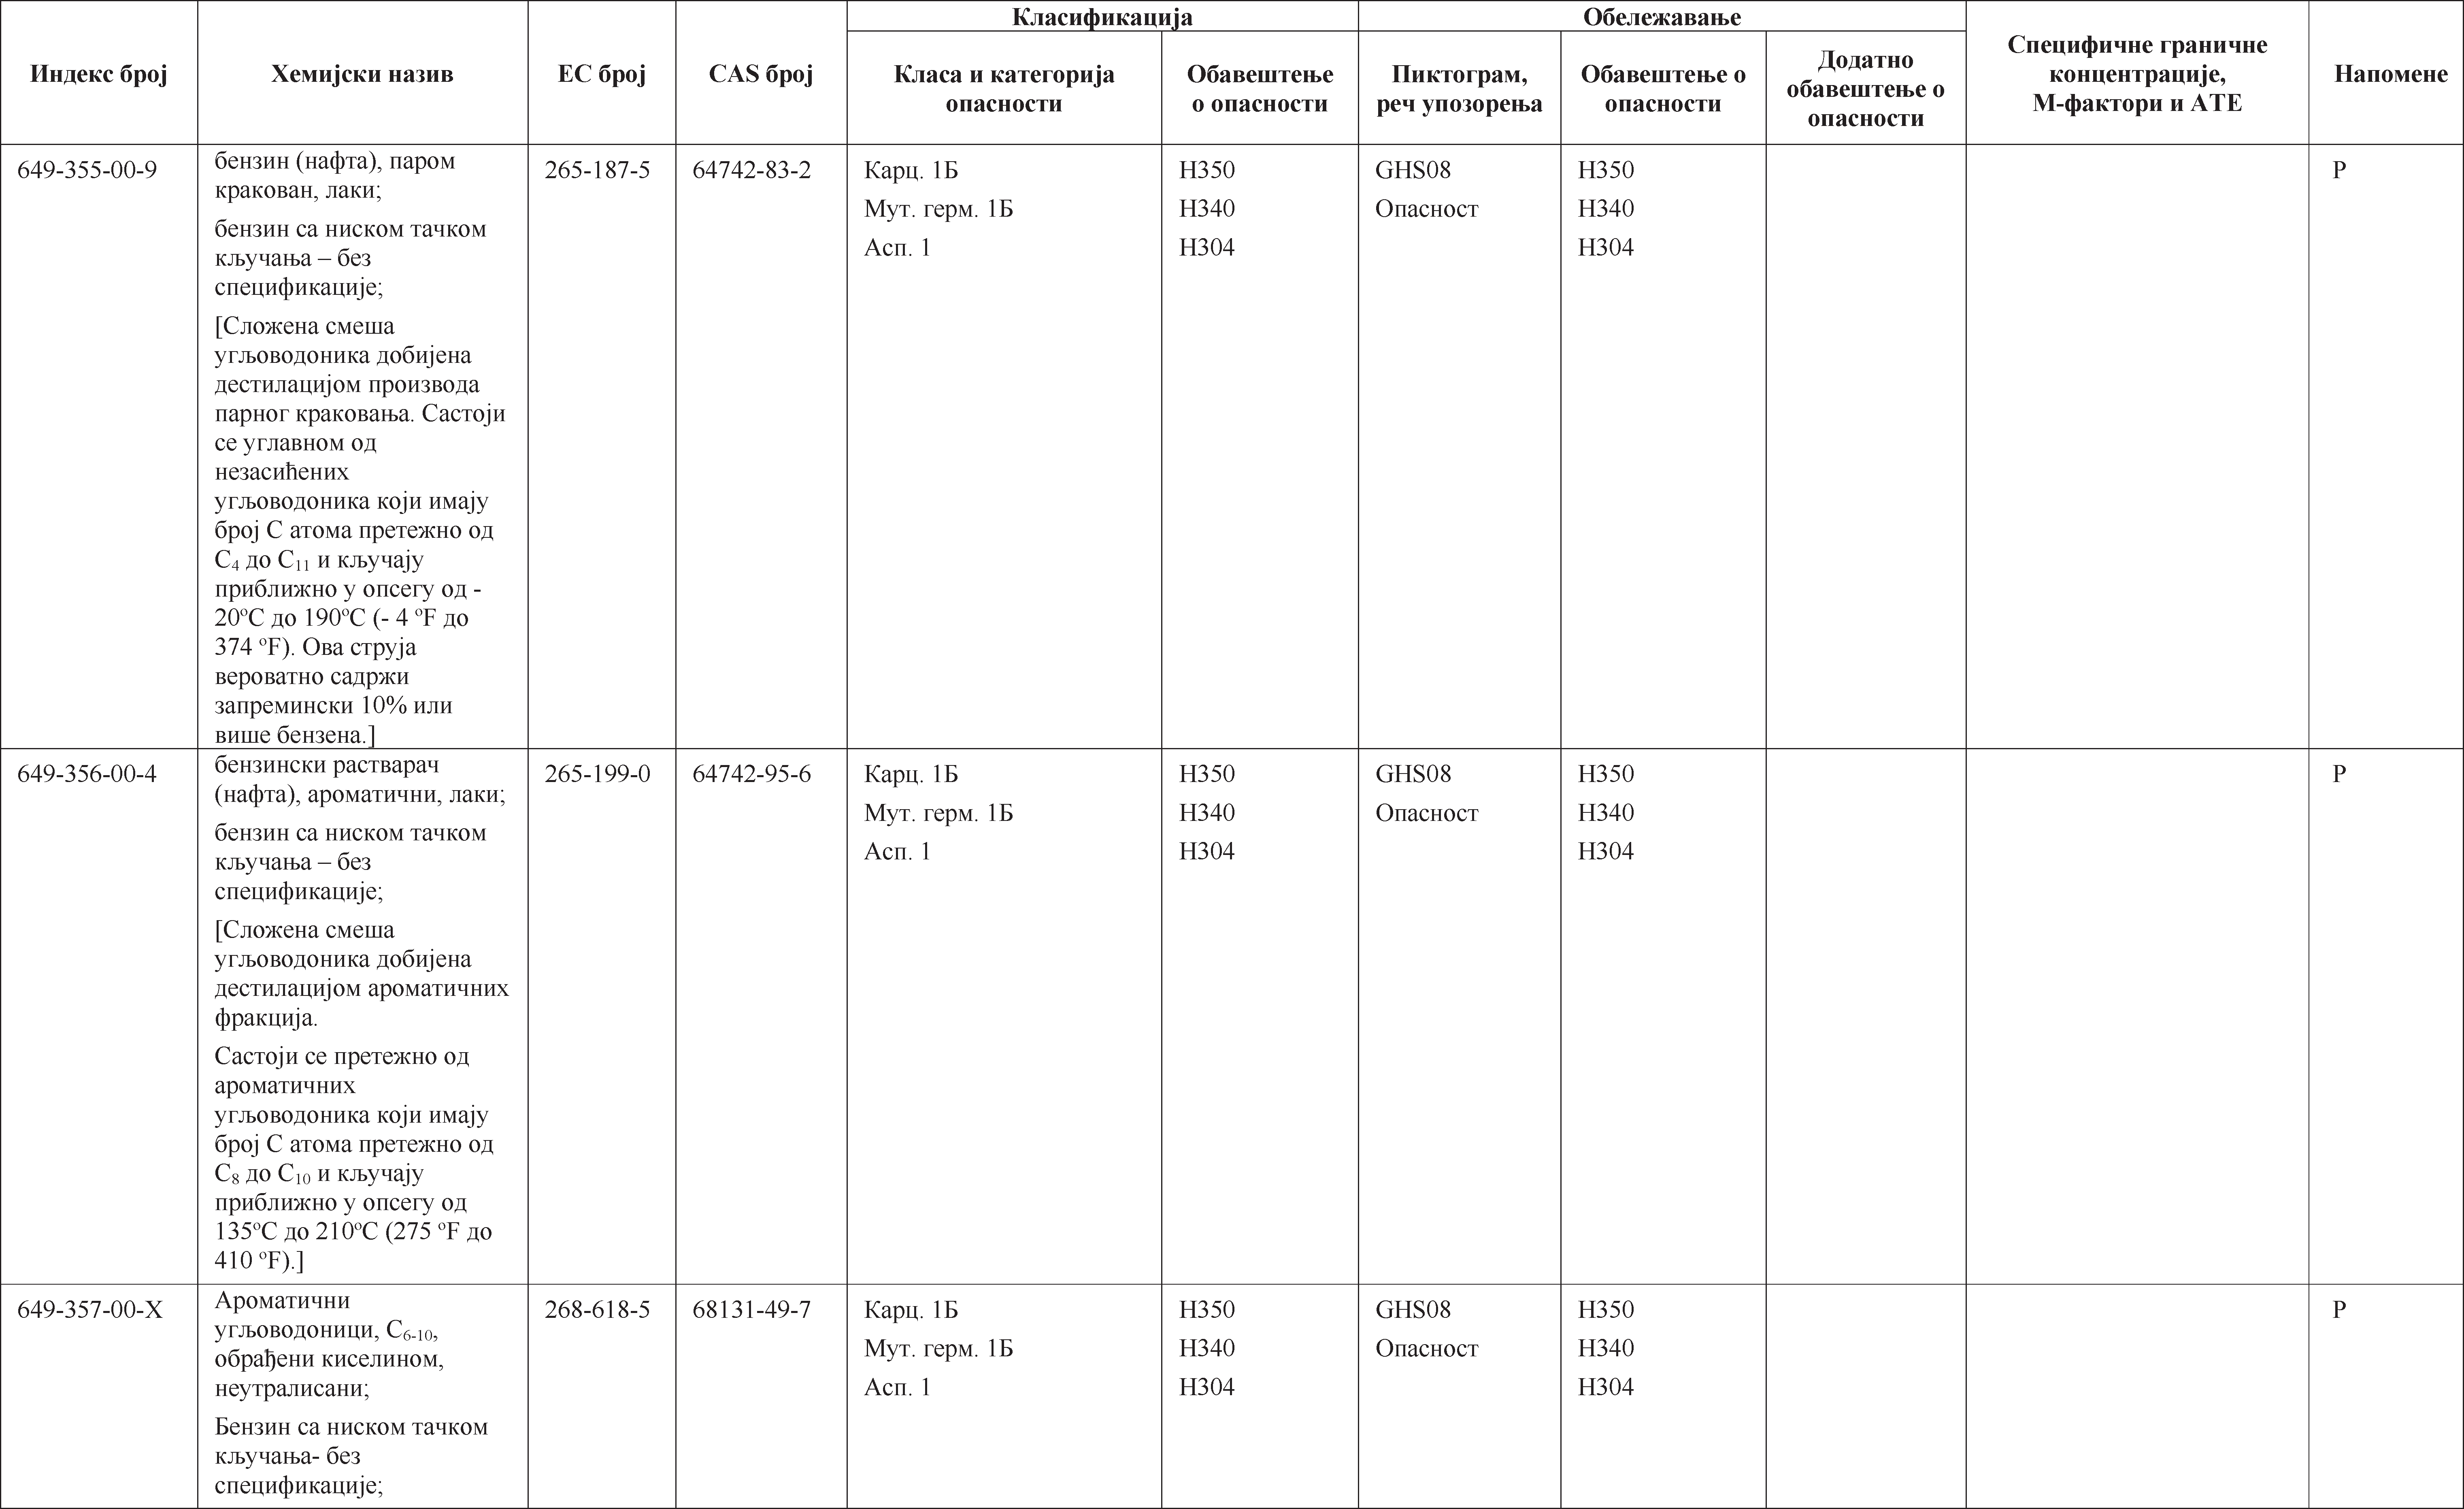 Индекс број
Хемијски назив
ЕС број
CAS број
Класификација
Класа и категорија
опасности
Обавештење
о опасности
Обележавање
Пиктограм,
реч упозорења
Обавештење о
опасности
Додатно
обавештење о
опасности
Специфичне граничне
концентрације,
М-фактори и АТЕ
Напомене
649-355-00-9
бензин (нафта), паром
кракован, лаки;
бензин са ниском тачком
кључања – без
спецификације;
[Сложена смеша
угљоводоника добијена
дестилацијом производа
парног краковања. Састоји
се углавном од
незасићених
угљоводоника који имају
број С атома претежно од
C₄ до C₁₁ и кључају
приближно у опсегу од -
20ºC до 190ºC (- 4 ºF до
374 ºF). Ова струја
вероватно садржи
запремински 10% или
више бензена.]
265-187-5
64742-83-2
Карц. 1Б
Мут. герм. 1Б
Асп. 1
H350
H340
H304
GHS08
Опасност
H350
H340
H304
P
649-356-00-4
бензински растварач
(нафта), ароматични, лаки;
бензин са ниском тачком
кључања – без
спецификације;
[Сложена смеша
угљоводоника добијена
дестилацијом ароматичних
фракција.
Састоји се претежно од
ароматичних
угљоводоника који имају
број С атома претежно од
C₈ до C₁₀ и кључају
приближно у опсегу од
135ºC до 210ºC (275 ºF до
410 ºF).]
265-199-0
64742-95-6
Карц. 1Б
Мут. герм. 1Б
Асп. 1
H350
H340
H304
GHS08
Опасност
H350
H340
H304
P
649-357-00-X
Ароматични
угљоводоници, C₆₋₁₀,
обрађени киселином,
неутралисани;
Бензин са ниском тачком
кључања- без
спецификације;
268-618-5
68131-49-7
Карц. 1Б
Мут. герм. 1Б
Асп. 1
H350
H340
H304
GHS08
Опасност
H350
H340
H304
P